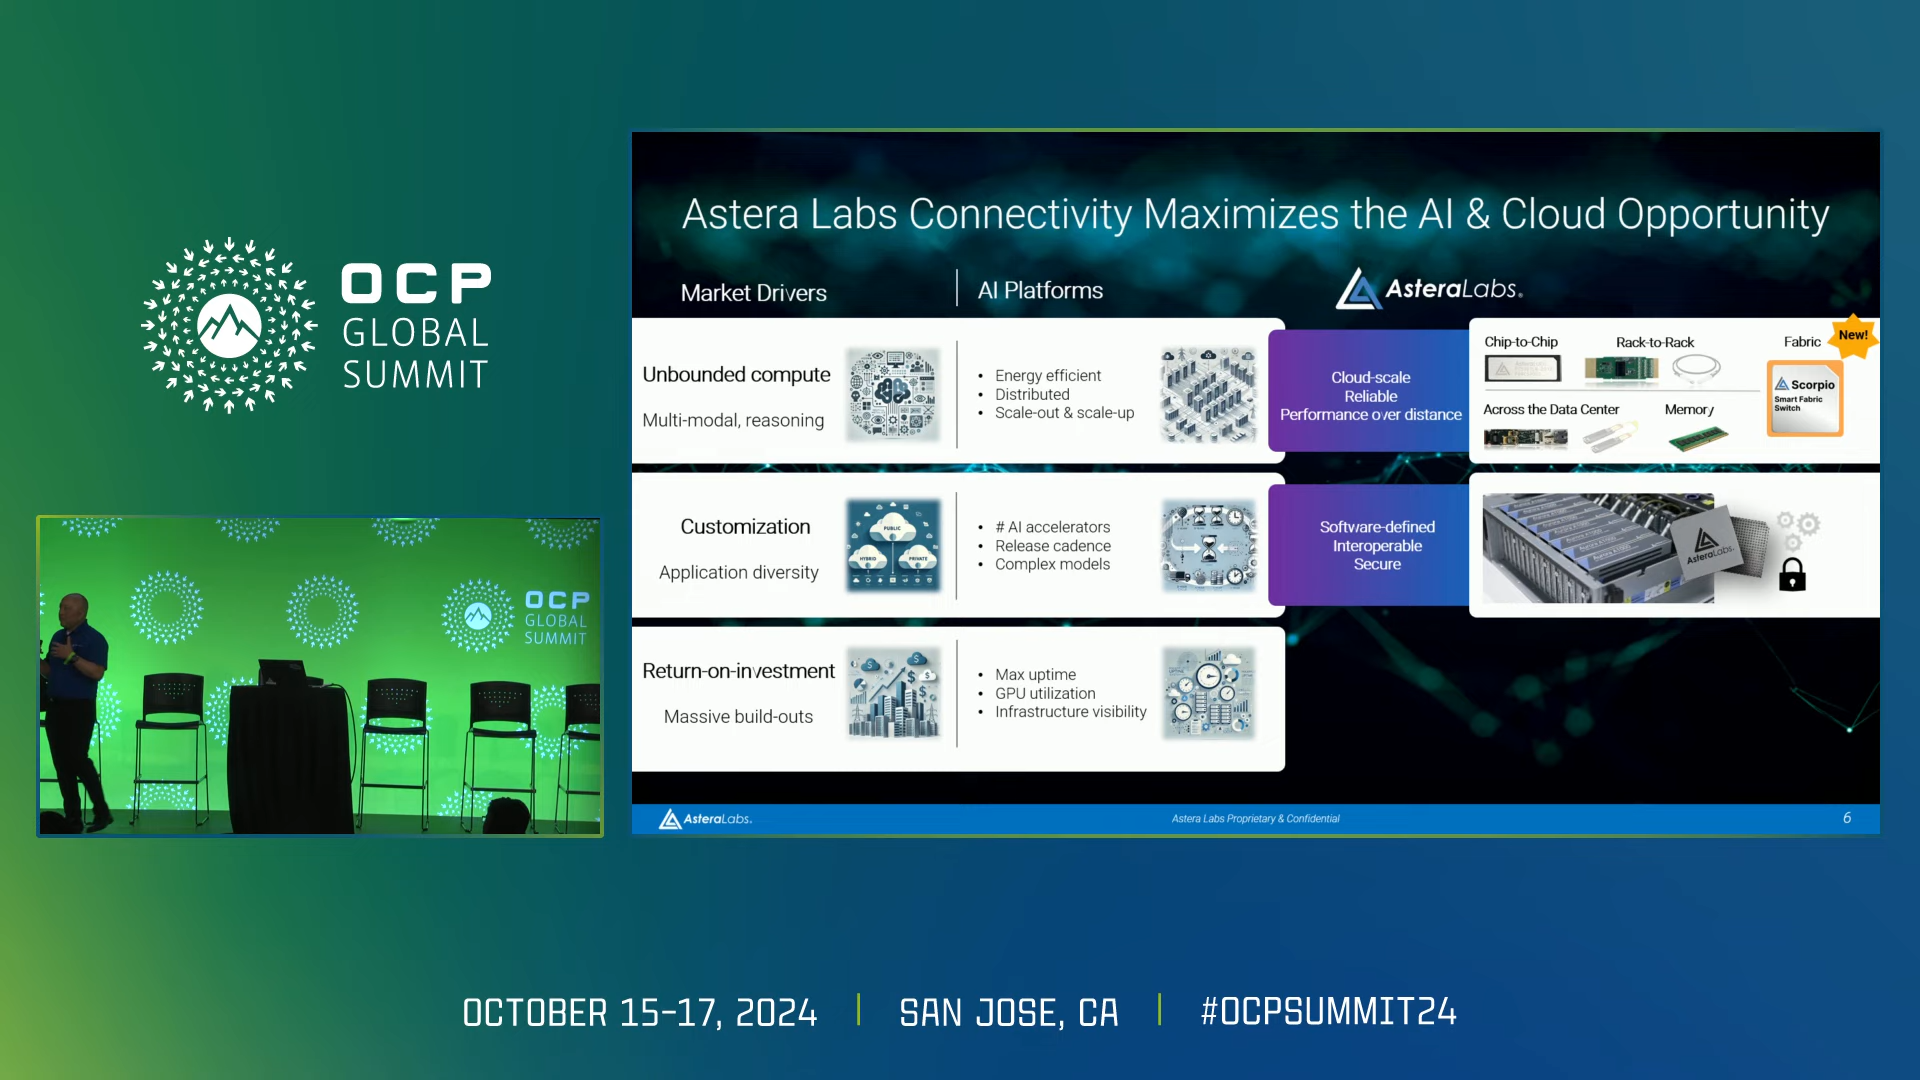 OCP
GLOBAL
SUMMIT
OCP
GLOBAL
SUMMIT
Astera Labs Connectivity Maximizes the AI & Cloud Opportunity
Market Drivers
AI Platforms
AsteraLabs®
Unbounded compute
Multi-modal, reasoning
• Energy efficient
• Distributed
• Scale-out & scale-up
Cloud-scale
Reliable
Performance over distance
Chip-to-Chip
Rack-to-Rack
Fabric
New!
Scorpio
Smart Fabric
Switch
Across the Data Center
Memory
Customization
Application diversity
PUBLIC
HYBRID
PRIVATE
• # AI accelerators
• Release cadence
• Complex models
Software-defined
Interoperable
Secure
AsteraLabs.
Return-on-investment
Massive build-outs
• Max uptime
• GPU utilization
• Infrastructure visibility
AsteraLabs.
Astera Labs Proprietary & Confidential
6
OCTOBER 15-17, 2024 | SAN JOSE, CA | #OCPSUMMIT24